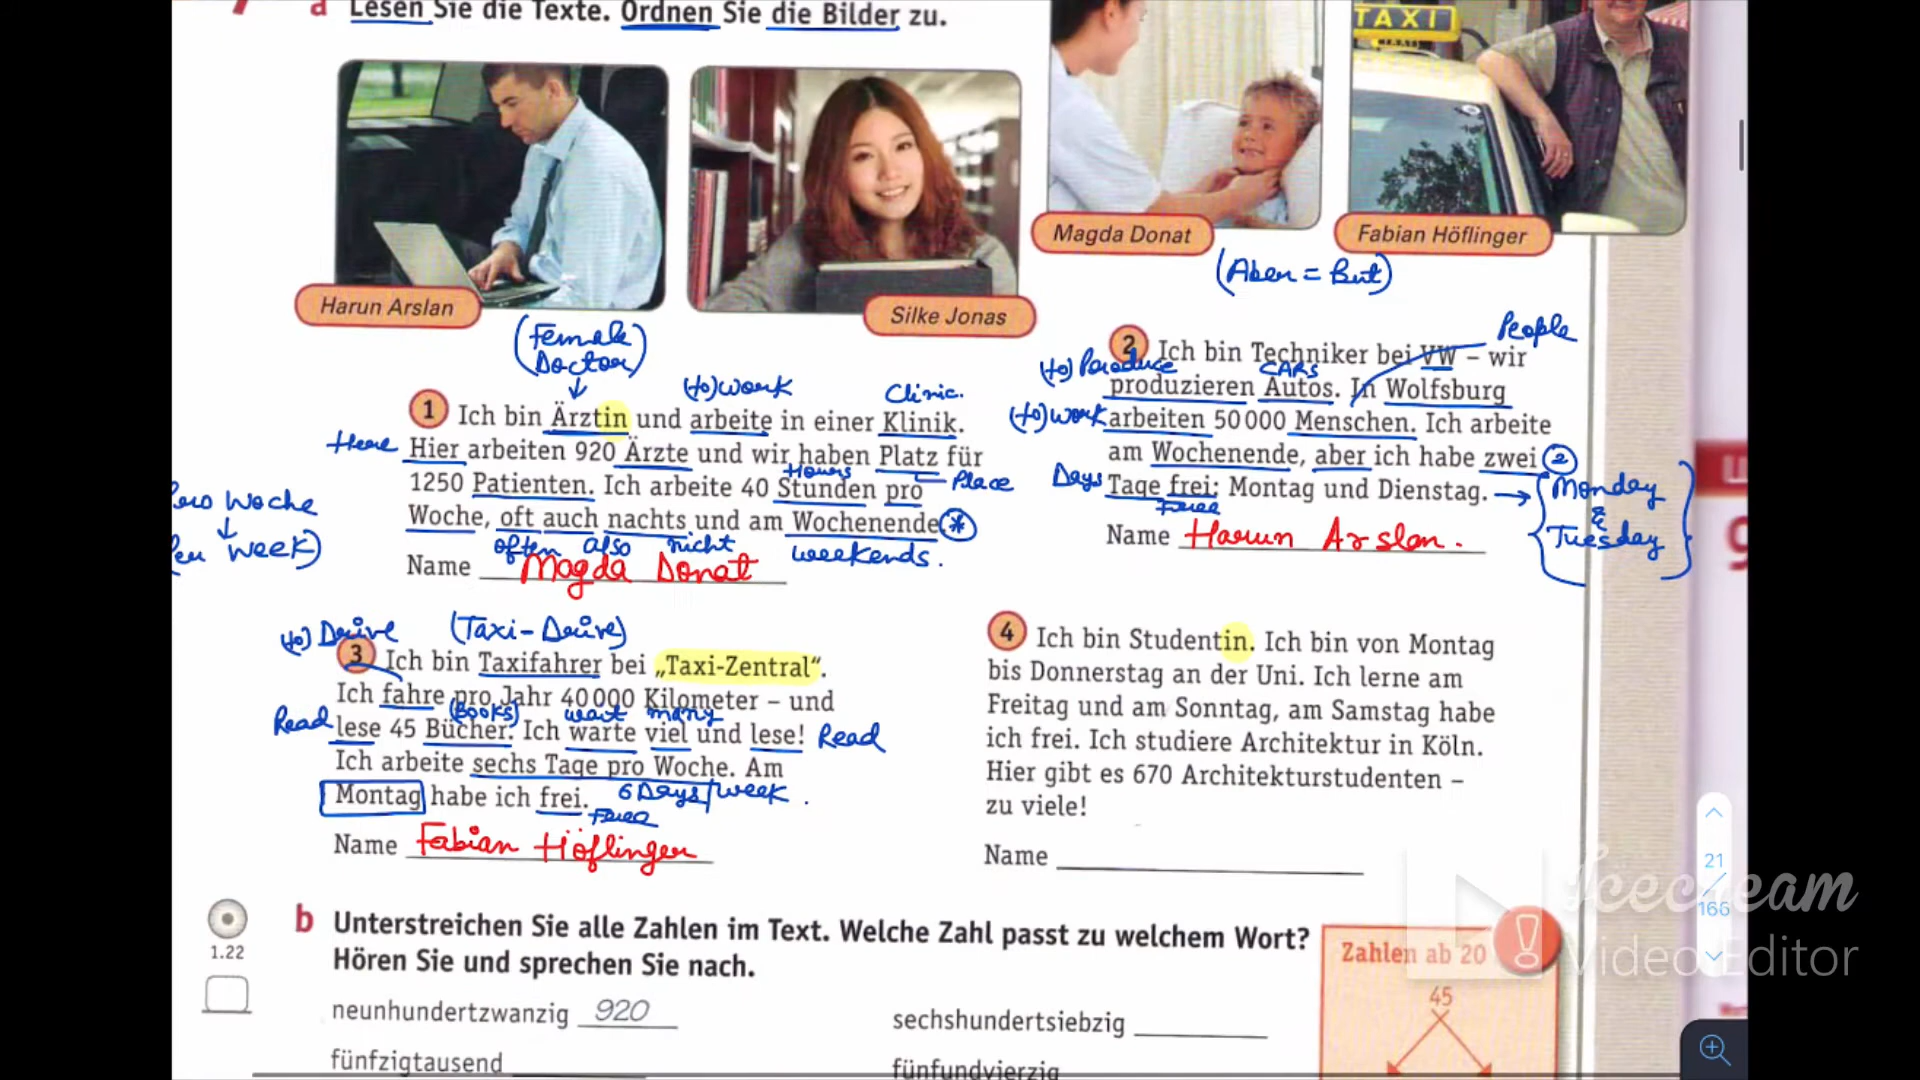 a Lesen Sie die Texte. Ordnen Sie die Bilder zu.
TAXI
Magda Donat
Fabian Höflinger
Harun Arslan
Silke Jonas
(Aber = But)
(Female
Doctor)
(to) work
Clinic.
1 Ich bin Ärztin und arbeite in einer Klinik.
Here
Hier arbeiten 920 Ärzte und wir haben Platz für
Hours
Place
1250 Patienten. Ich arbeite 40 Stunden pro
Woche, oft auch nachts und am Wochenende *
often also nicht weekends.
Woche
week)
Name Magda Donat
People
2 Ich bin Techniker bei VW – wir
(to) Produce
CARS
produzieren Autos. In Wolfsburg
(to) work
arbeiten 50 000 Menschen. Ich arbeite
am Wochenende, aber ich habe zwei 2
Days
Tage frei: Montag und Dienstag. →
Free
Monday
&
Tuesday
Name Harun Arslan.
(to) Drive
(Taxi-Drive)
3 Ich bin Taxifahrer bei „Taxi-Zentral“.
Ich fahre pro Jahr 40 000 Kilometer – und
(Books) wait many
Read
lese 45 Bücher. Ich warte viel und lese! Read
Ich arbeite sechs Tage pro Woche. Am
Montag habe ich frei. 6 Days/week.
Free
Name Fabian Höflinger
4 Ich bin Studentin. Ich bin von Montag
bis Donnerstag an der Uni. Ich lerne am
Freitag und am Sonntag, am Samstag habe
ich frei. Ich studiere Architektur in Köln.
Hier gibt es 670 Architekturstudenten –
zu viele!
Name
21
/
166
Icecream
Video Editor
1.22
b Unterstreichen Sie alle Zahlen im Text. Welche Zahl passt zu welchem Wort?
Hören Sie und sprechen Sie nach.
neunhundertzwanzig 920
sechshundertsiebzig
fünfzigtausend
fünfundvierzig
Zahlen ab 20
45